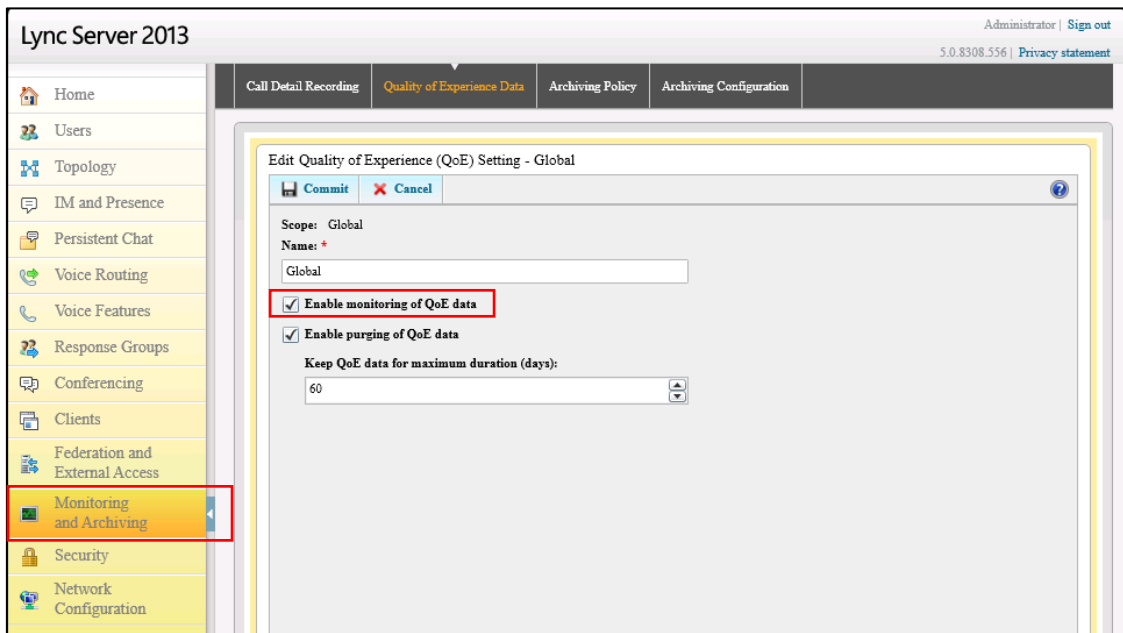 Lync Server 2013
Administrator | Sign out
5.0.8308.556 | Privacy statement
Home
Users
Topology
IM and Presence
Persistent Chat
Voice Routing
Voice Features
Response Groups
Conferencing
Clients
Federation and
External Access
Monitoring
and Archiving
Security
Network
Configuration
Call Detail Recording
Quality of Experience Data
Archiving Policy
Archiving Configuration
Edit Quality of Experience (QoE) Setting - Global
Commit
Cancel
Scope: Global
Name: *
Global
Enable monitoring of QoE data
Enable purging of QoE data
Keep QoE data for maximum duration (days):
60